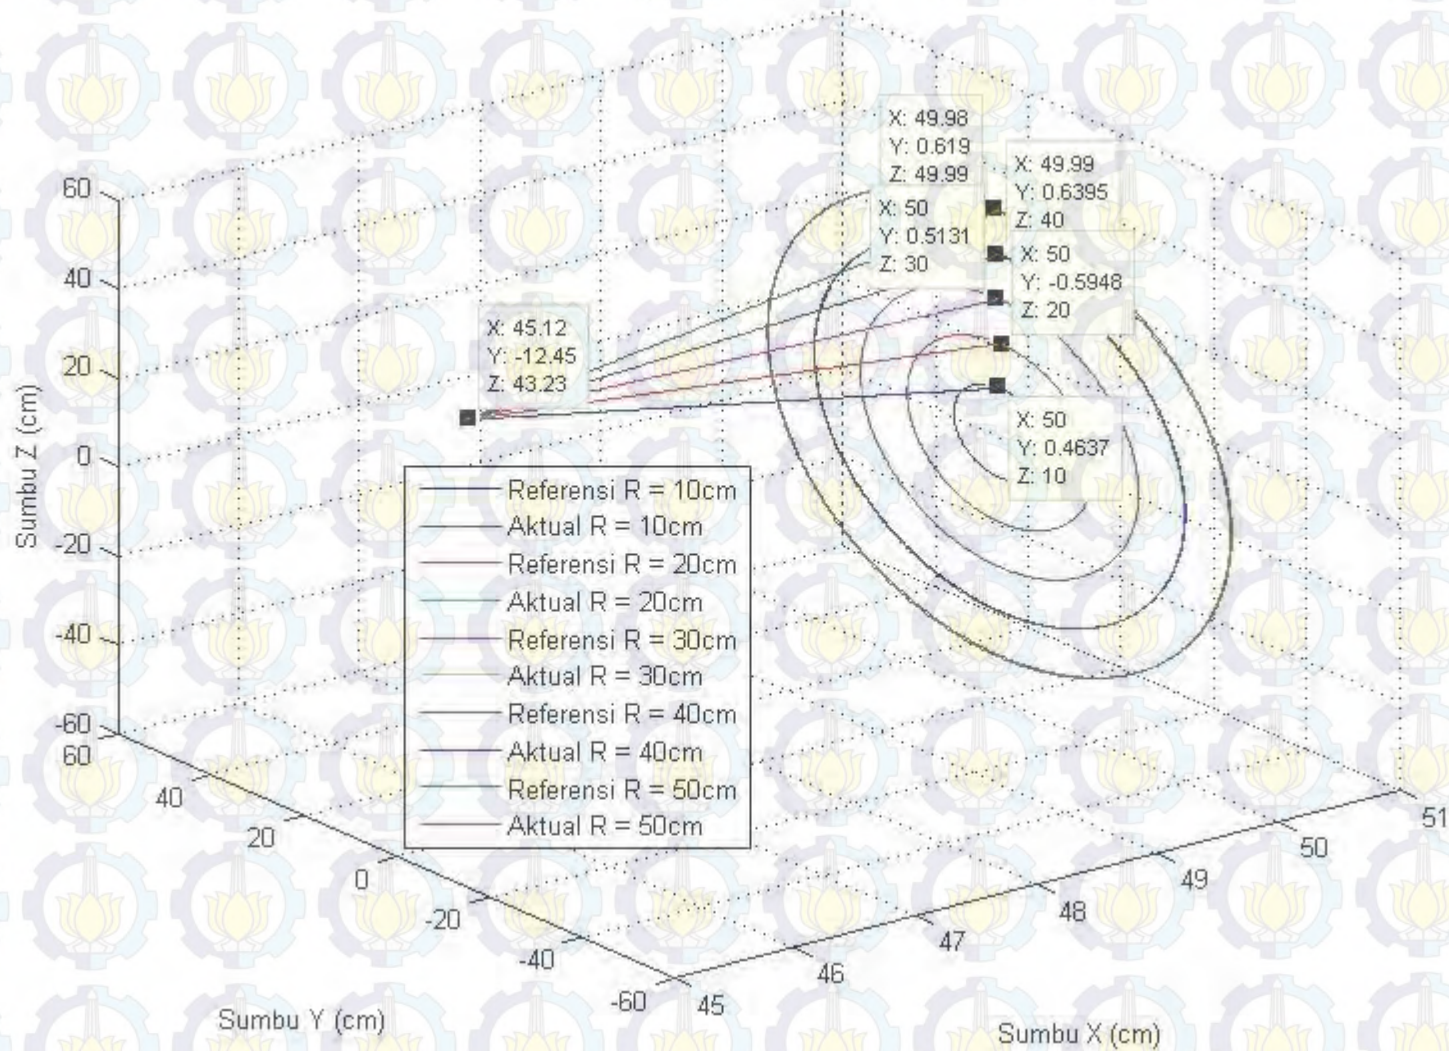 X: 49.98
Y: 0.619
Z: 49.99
X: 49.99
Y: 0.6395
Z: 40
X: 50
Y: 0.5131
Z: 30
X: 50
Y: -0.5948
Z: 20
X: 45.12
Y: -12.45
Z: 43.23
X: 50
Y: 0.4637
Z: 10
60
40
20
0
-20
-40
-60
Sumbu Z (cm)
Referensi R = 10cm
Aktual R = 10cm
Referensi R = 20cm
Aktual R = 20cm
Referensi R = 30cm
Aktual R = 30cm
Referensi R = 40cm
Aktual R = 40cm
Referensi R = 50cm
Aktual R = 50cm
60
40
20
0
-20
-40
-60
Sumbu Y (cm)
45
46
47
48
49
50
51
Sumbu X (cm)